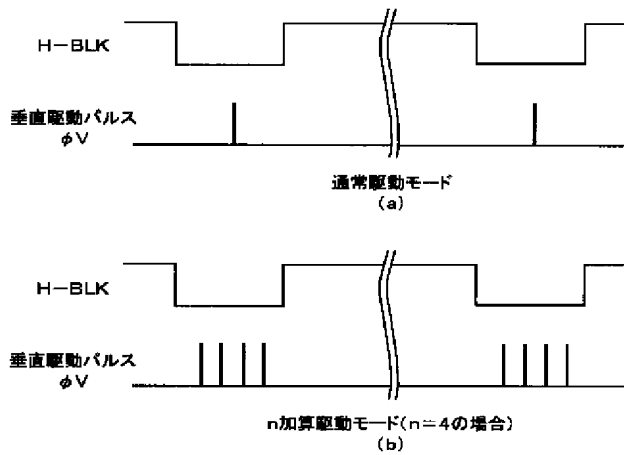 H-BLK
垂直駆動パルス
φV
通常駆動モード
(a)
H-BLK
垂直駆動パルス
φV
n加算駆動モード(n=4の場合)
(b)